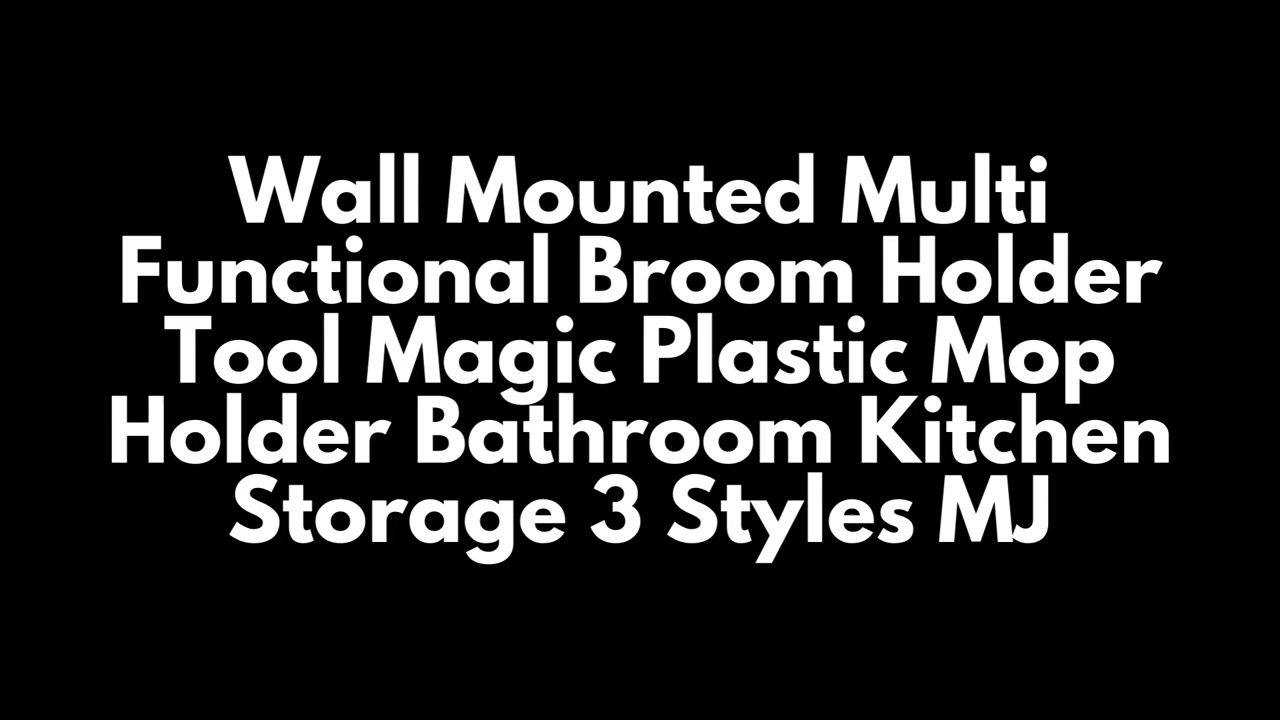 Wall Mounted Multi
Functional Broom Holder
Tool Magic Plastic Mop
Holder Bathroom Kitchen
Storage 3 Styles MJ